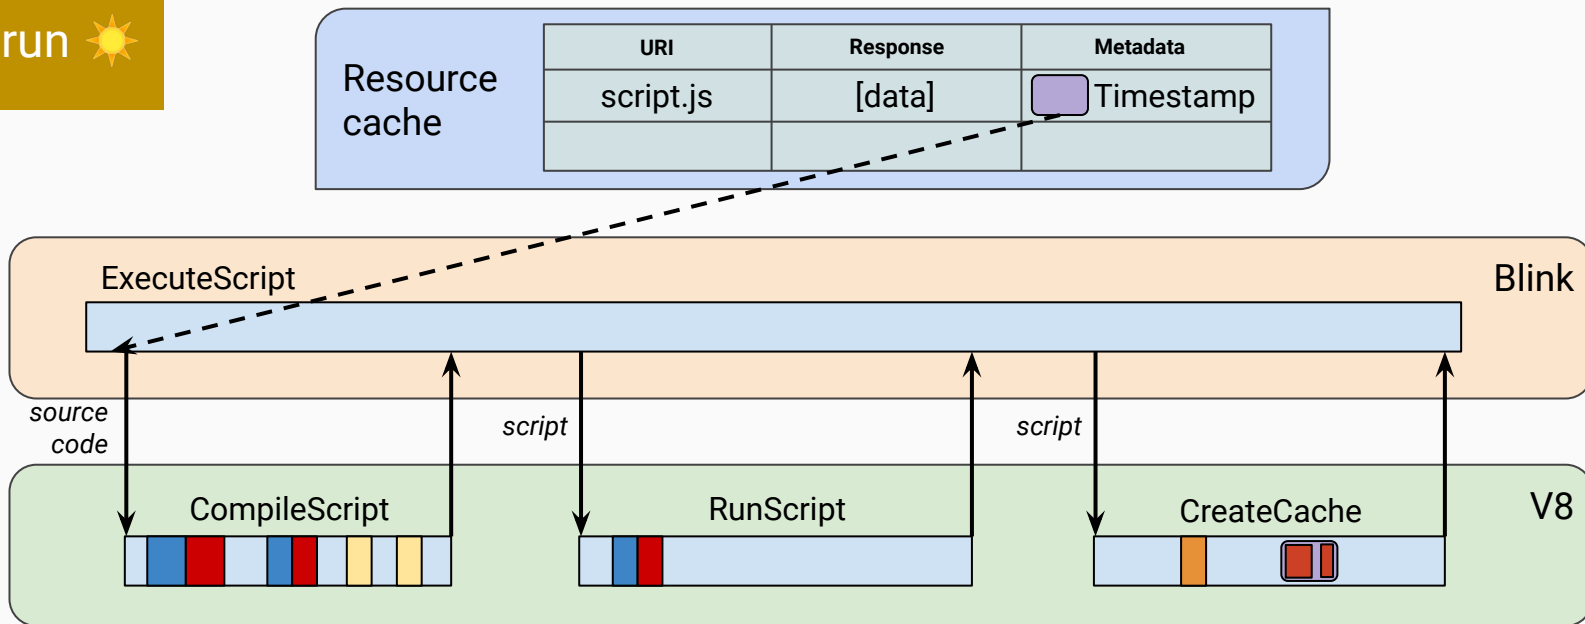 run
Resource
cache
URI Response Metadata
script.js [data] Timestamp
ExecuteScript
Blink
source
code
script
script
CompileScript
RunScript
CreateCache
V8